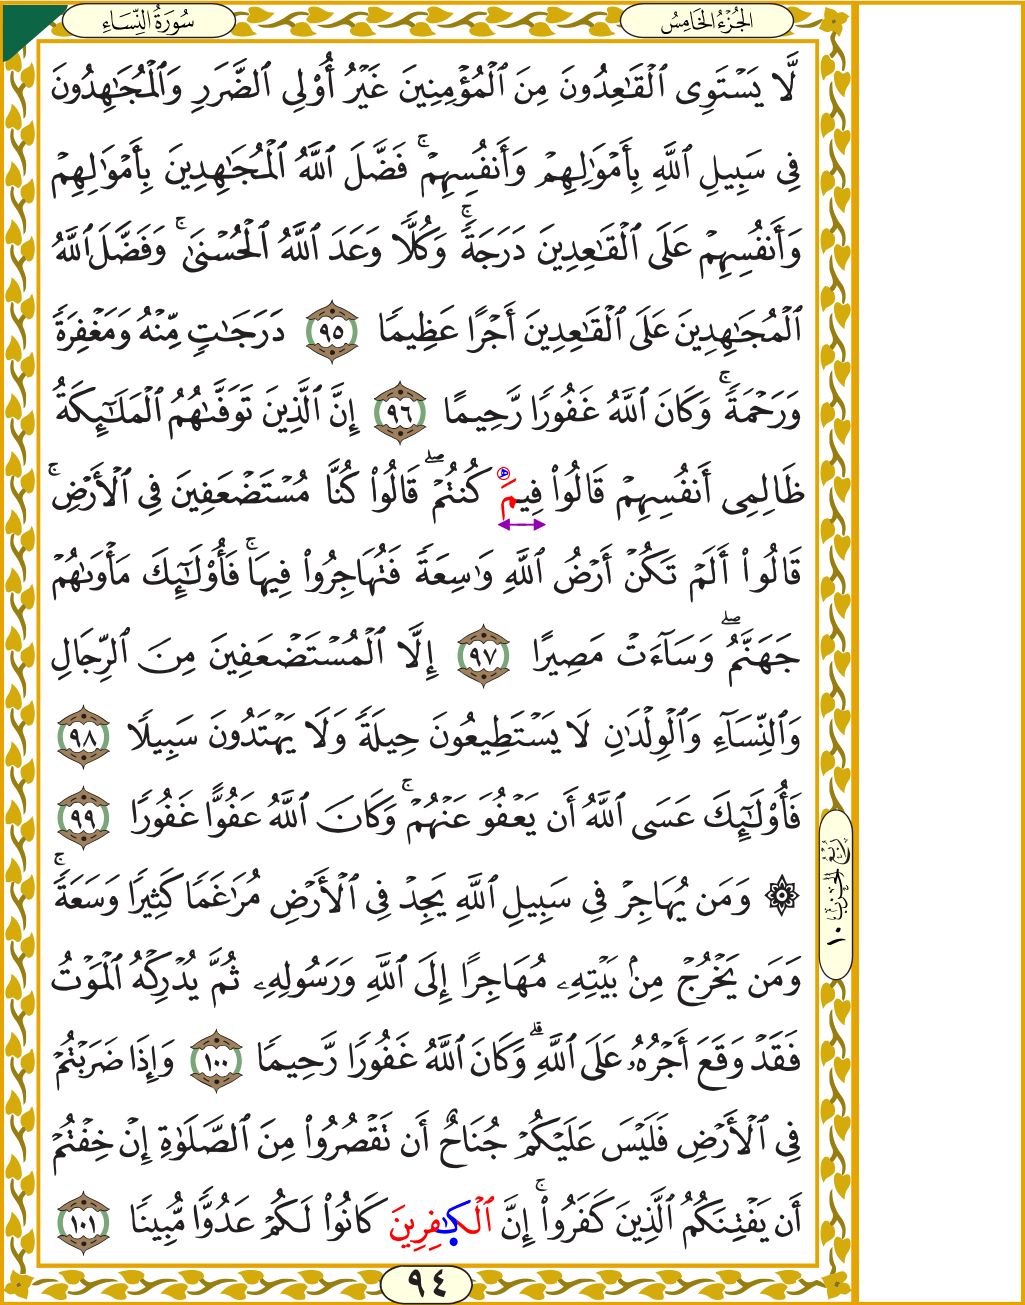 سُورَةُ النِّسَاءِ
الجُزْءُ الخَامِسُ
لَّا يَسْتَوِى ٱلْقَٰعِدُونَ مِنَ ٱلْمُؤْمِنِينَ غَيْرُ أُو۟لِى ٱلضَّرَرِ وَٱلْمُجَٰهِدُونَ
فِى سَبِيلِ ٱللَّهِ بِأَمْوَٰلِهِمْ وَأَنفُسِهِمْ ۚ فَضَّلَ ٱللَّهُ ٱلْمُجَٰهِدِينَ بِأَمْوَٰلِهِمْ
وَأَنفُسِهِمْ عَلَى ٱلْقَٰعِدِينَ دَرَجَةً ۚ وَكُلًّا وَعَدَ ٱللَّهُ ٱلْحُسْنَىٰ ۚ وَفَضَّلَ ٱللَّهُ
ٱلْمُجَٰهِدِينَ عَلَى ٱلْقَٰعِدِينَ أَجْرًا عَظِيمًا ٩٥ دَرَجَٰتٍ مِّنْهُ وَمَغْفِرَةً
وَرَحْمَةً ۚ وَكَانَ ٱللَّهُ غَفُورًا رَّحِيمًا ٩٦ إِنَّ ٱلَّذِينَ تَوَفَّىٰهُمُ ٱلْمَلَٰٓئِكَةُ
ظَالِمِىٓ أَنفُسِهِمْ قَالُوا۟ فِيمَ كُنتُمْ ۖ قَالُوا۟ كُنَّا مُسْتَضْعَفِينَ فِى ٱلْأَرْضِ ۚ
قَالُوٓا۟ أَلَمْ تَكُنْ أَرْضُ ٱللَّهِ وَٰسِعَةً فَتُهَاجِرُوا۟ فِيهَا ۚ فَأُو۟لَٰٓئِكَ مَأْوَىٰهُمْ
جَهَنَّمُ ۖ وَسَآءَتْ مَصِيرًا ٩٧ إِلَّا ٱلْمُسْتَضْعَفِينَ مِنَ ٱلرِّجَالِ
وَٱلنِّسَآءِ وَٱلْوِلْدَٰنِ لَا يَسْتَطِيعُونَ حِيلَةً وَلَا يَهْتَدُونَ سَبِيلًا ٩٨
فَأُو۟لَٰٓئِكَ عَسَى ٱللَّهُ أَن يَعْفُوَ عَنْهُمْ ۚ وَكَانَ ٱللَّهُ عَفُوًّا غَفُورًا ٩٩
۞ وَمَن يُهَاجِرْ فِى سَبِيلِ ٱللَّهِ يَجِدْ فِى ٱلْأَرْضِ مُرَٰغَمًا كَثِيرًا وَسَعَةً ۚ
وَمَن يَخْرُجْ مِنۢ بَيْتِهِۦ مُهَاجِرًا إِلَى ٱللَّهِ وَرَسُولِهِۦ ثُمَّ يُدْرِكْهُ ٱلْمَوْتُ
فَقَدْ وَقَعَ أَجْرُهُۥ عَلَى ٱللَّهِ ۗ وَكَانَ ٱللَّهُ غَفُورًا رَّحِيمًا ١٠٠ وَإِذَا ضَرَبْتُمْ
فِى ٱلْأَرْضِ فَلَيْسَ عَلَيْكُمْ جُنَاحٌ أَن تَقْصُرُوا۟ مِنَ ٱلصَّلَوٰةِ إِنْ خِفْتُمْ
أَن يَفْتِنَكُمُ ٱلَّذِينَ كَفَرُوٓا۟ ۚ إِنَّ ٱلْكَٰفِرِينَ كَانُوا۟ لَكُمْ عَدُوًّا مُّبِينًا ١٠١
رُبْعُ الحِزْبِ ١٠
٩٤